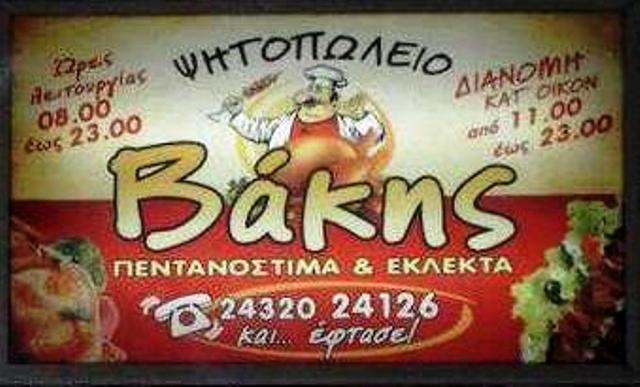 ΨΗΤΟΠΩΛΕΙΟ
Ώρες
λειτουργίας
08.00
έως 23.00
ΔΙΑΝΟΜΗ
ΚΑΤ' ΟΙΚΟΝ
από 11.00
έως 23.00
Βάκης
ΠΕΝΤΑΝΟΣΤΙΜΑ & ΕΚΛΕΚΤΑ
24320 24126
και... έφτασε!